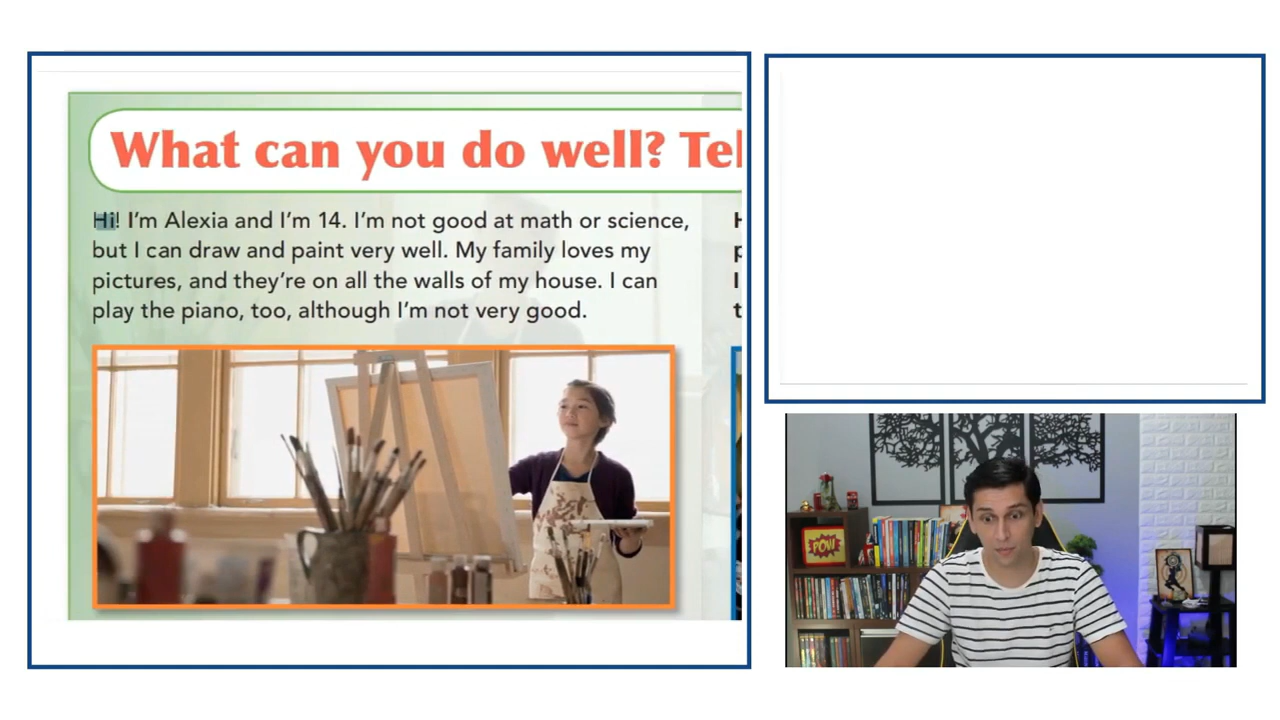 What can you do well? Tel
Hi! I'm Alexia and I'm 14. I'm not good at math or science,
but I can draw and paint very well. My family loves my
pictures, and they're on all the walls of my house. I can
play the piano, too, although I'm not very good.
H
p
I
t
POW!